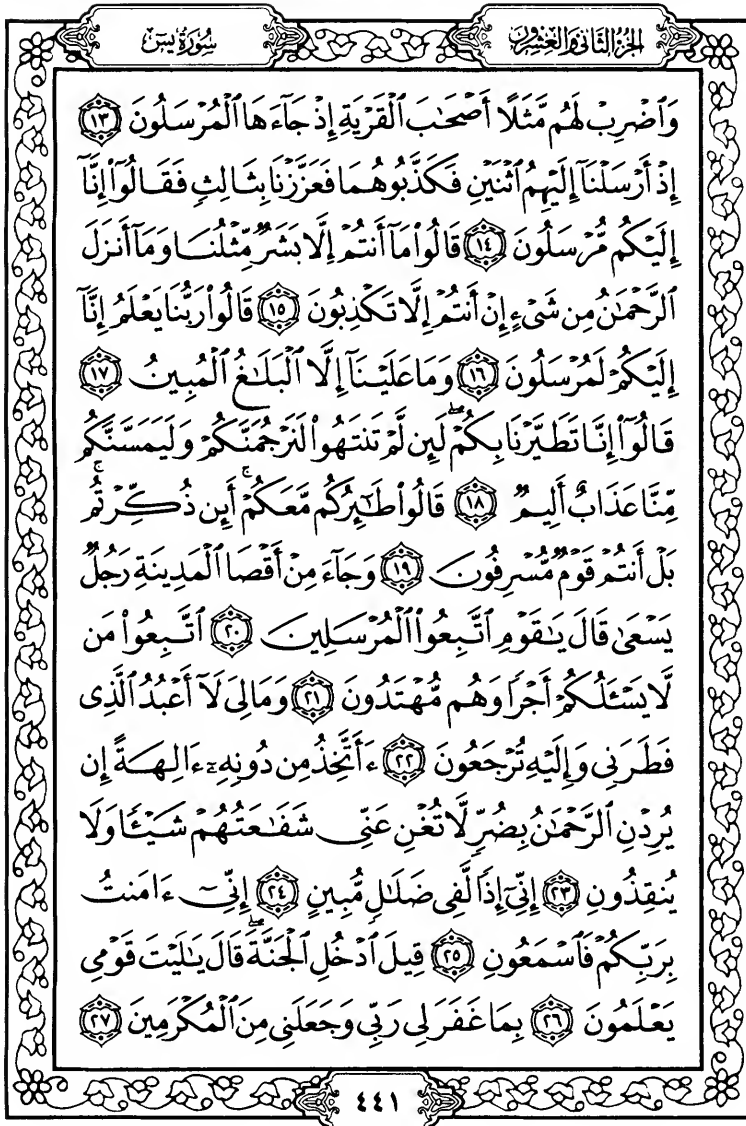 الجزء الثاني والعشرون
سورة يس
وَٱضۡرِبۡ لَهُم مَّثَلًا أَصۡحَٰبَ ٱلۡقَرۡيَةِ إِذۡ جَآءَهَا ٱلۡمُرۡسَلُونَ ١٣
إِذۡ أَرۡسَلۡنَآ إِلَيۡهِمُ ٱثۡنَيۡنِ فَكَذَّبُوهُمَا فَعَزَّزۡنَا بِثَالِثٖ فَقَالُوٓاْ إِنَّآ
إِلَيۡكُم مُّرۡسَلُونَ ١٤ قَالُواْ مَآ أَنتُمۡ إِلَّا بَشَرٞ مِّثۡلُنَا وَمَآ أَنزَلَ
ٱلرَّحۡمَٰنُ مِن شَيۡءٍ إِنۡ أَنتُمۡ إِلَّا تَكۡذِبُونَ ١٥ قَالُواْ رَبُّنَا يَعۡلَمُ إِنَّآ
إِلَيۡكُمۡ لَمُرۡسَلُونَ ١٦ وَمَا عَلَيۡنَآ إِلَّا ٱلۡبَلَٰغُ ٱلۡمُبِينُ ١٧
قَالُوٓاْ إِنَّا تَطَيَّرۡنَا بِكُمۡۖ لَئِن لَّمۡ تَنتَهُواْ لَنَرۡجُمَنَّكُمۡ وَلَيَمَسَّنَّكُم
مِّنَّا عَذَابٌ أَلِيمٞ ١٨ قَالُواْ طَٰٓئِرُكُم مَّعَكُمۡ أَئِن ذُكِّرۡتُمۚ
بَلۡ أَنتُمۡ قَوۡمٞ مُّسۡرِفُونَ ١٩ وَجَآءَ مِنۡ أَقۡصَا ٱلۡمَدِينَةِ رَجُلٞ
يَسۡعَىٰ قَالَ يَٰقَوۡمِ ٱتَّبِعُواْ ٱلۡمُرۡسَلِينَ ٢٠ ٱتَّبِعُواْ مَن
لَّا يَسۡـَٔلُكُمۡ أَجۡرٗا وَهُم مُّهۡتَدُونَ ٢١ وَمَالِيَ لَآ أَعۡبُدُ ٱلَّذِي
فَطَرَنِي وَإِلَيۡهِ تُرۡجَعُونَ ٢٢ ءَأَتَّخِذُ مِن دُونِهِۦٓ ءَالِهَةً إِن
يُرِدۡنِ ٱلرَّحۡمَٰنُ بِضُرّٖ لَّا تُغۡنِ عَنِّي شَفَٰعَتُهُمۡ شَيۡـٔٗا وَلَا
يُنقِذُونِ ٢٣ إِنِّيٓ إِذٗا لَّفِي ضَلَٰلٖ مُّبِينٍ ٢٤ إِنِّيٓ ءَامَنتُ
بِرَبِّكُمۡ فَٱسۡمَعُونِ ٢٥ قِيلَ ٱدۡخُلِ ٱلۡجَنَّةَۖ قَالَ يَٰلَيۡتَ قَوۡمِي
يَعۡلَمُونَ ٢٦ بِمَا غَفَرَ لِي رَبِّي وَجَعَلَنِي مِنَ ٱلۡمُكۡرَمِينَ ٢٧
٤٤١